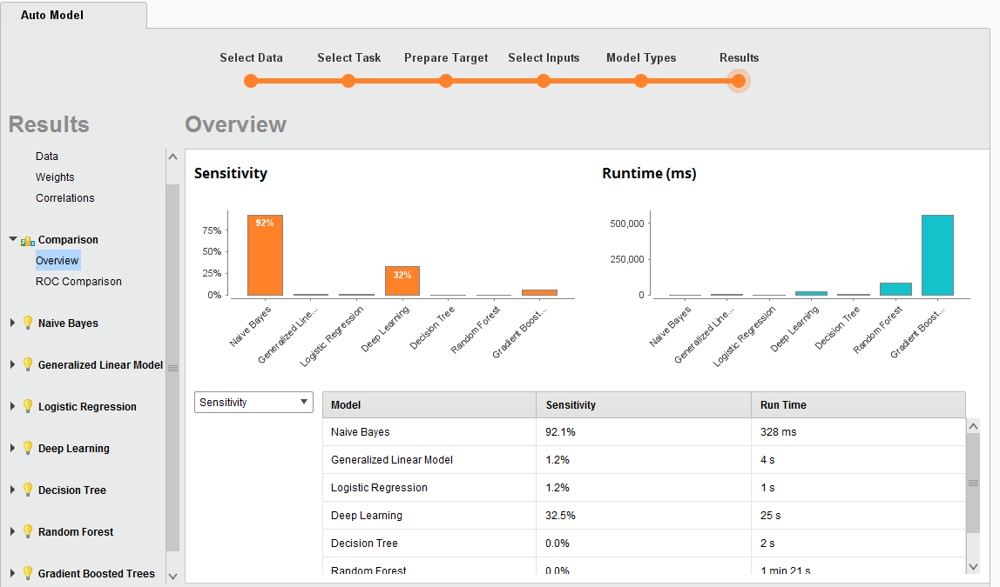 Auto Model
Select Data Select Task Prepare Target Select Inputs Model Types Results
Results
Data
Weights
Correlations
Comparison
Overview
ROC Comparison
Naive Bayes
Generalized Linear Model
Logistic Regression
Deep Learning
Decision Tree
Random Forest
Gradient Boosted Trees
Overview
Sensitivity
75%
50%
25%
0%
92%
32%
Naive Bayes
Generalized Line...
Logistic Regression
Deep Learning
Decision Tree
Random Forest
Gradient Boost...
Runtime (ms)
500,000
250,000
0
Naive Bayes
Generalized Line...
Logistic Regression
Deep Learning
Decision Tree
Random Forest
Gradient Boost...
Sensitivity
Model Sensitivity Run Time
Naive Bayes 92.1% 328 ms
Generalized Linear Model 1.2% 4 s
Logistic Regression 1.2% 1 s
Deep Learning 32.5% 25 s
Decision Tree 0.0% 2 s
Random Forest 0.0% 1 min 21 s